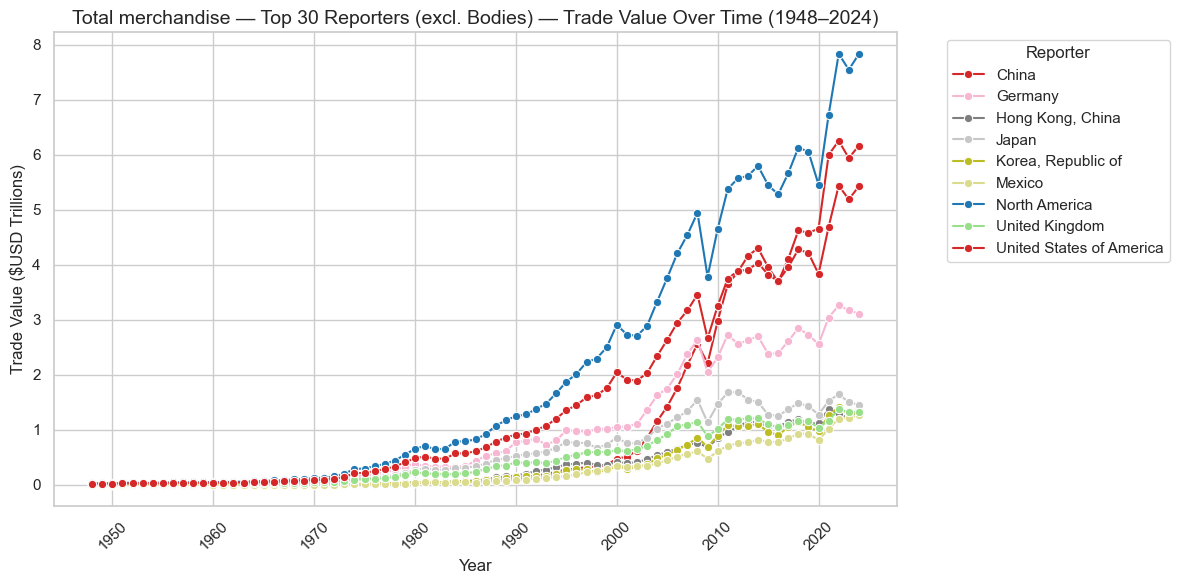 Total merchandise — Top 30 Reporters (excl. Bodies) — Trade Value Over Time (1948–2024)
Trade Value ($USD Trillions)
8
7
6
5
4
3
2
1
0
1950
1960
1970
1980
1990
2000
2010
2020
Year
Reporter
China
Germany
Hong Kong, China
Japan
Korea, Republic of
Mexico
North America
United Kingdom
United States of America